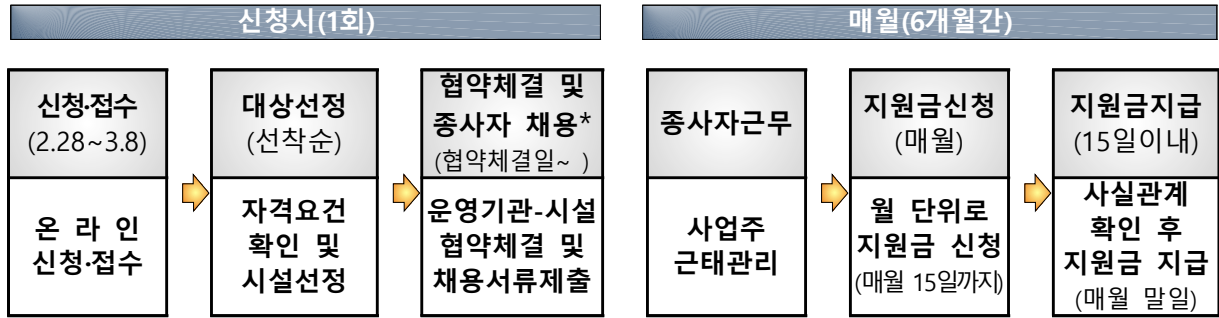 신청시(1회)
신청·접수
(2.28~3.8)
온 라 인
신청·접수
대상선정
(선착순)
자격요건
확인 및
시설선정
협약체결 및
종사자 채용*
(협약체결일~ )
운영기관-시설
협약체결 및
채용서류제출
매월(6개월간)
종사자근무
사업주
근태관리
지원금신청
(매월)
월 단위로
지원금 신청
(매월 15일까지)
지원금지급
(15일이내)
사실관계
확인 후
지원금 지급
(매월 말일)